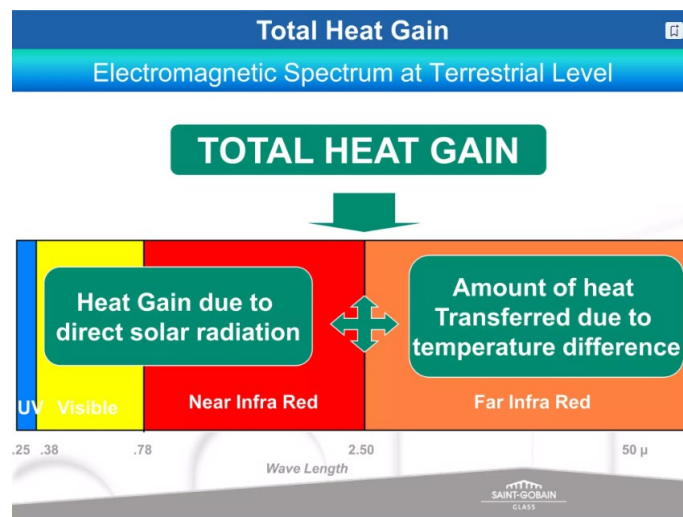 Total Heat Gain
Electromagnetic Spectrum at Terrestrial Level
TOTAL HEAT GAIN
Heat Gain due to
direct solar radiation
Amount of heat
Transferred due to
temperature difference
UV Visible Near Infra Red Far Infra Red
.25 .38 .78 2.50 50 μ
Wave Length
SAINT-GOBAIN
GLASS